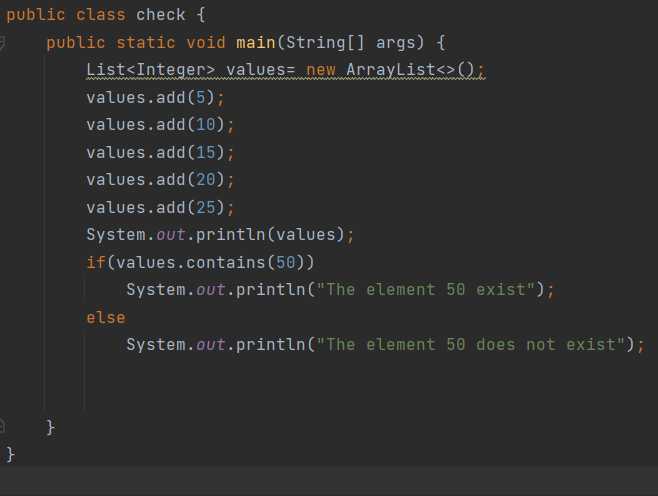 public class check {
public static void main(String[] args) {
List<Integer> values= new ArrayList<>();
values.add(5);
values.add(10);
values.add(15);
values.add(20);
values.add(25);
System.out.println(values);
if(values.contains(50))
System.out.println("The element 50 exist");
else
System.out.println("The element 50 does not exist");
}
}